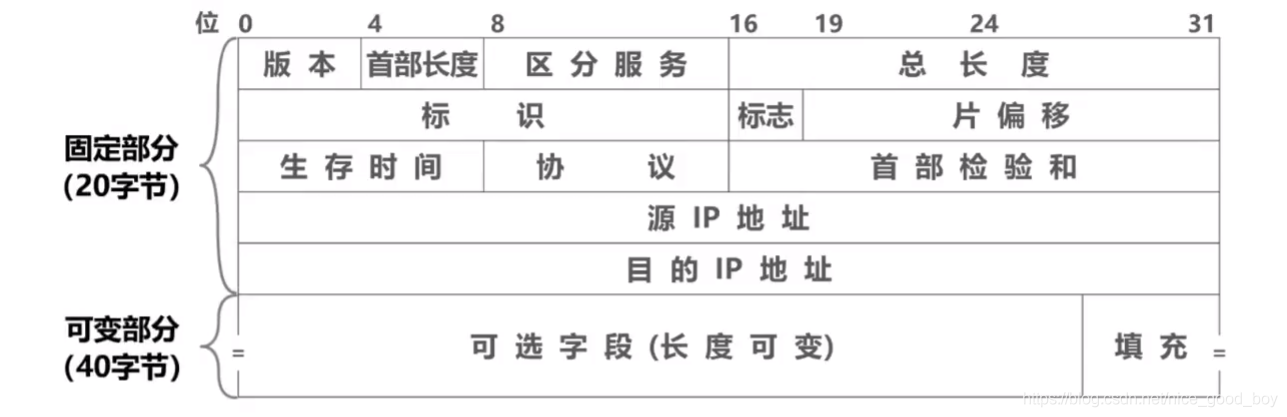 位 0 4 8 16 19 24 31
版 本 首部长度 区 分 服 务 总 长 度
标 识 标志 片 偏 移
固定部分
(20字节)
生 存 时 间 协 议 首 部 检 验 和
源 IP 地 址
目 的 IP 地 址
可变部分
(40字节)
可 选 字 段 (长 度 可 变) 填 充
= =
https://blog.csdn.net/nice_good_boy